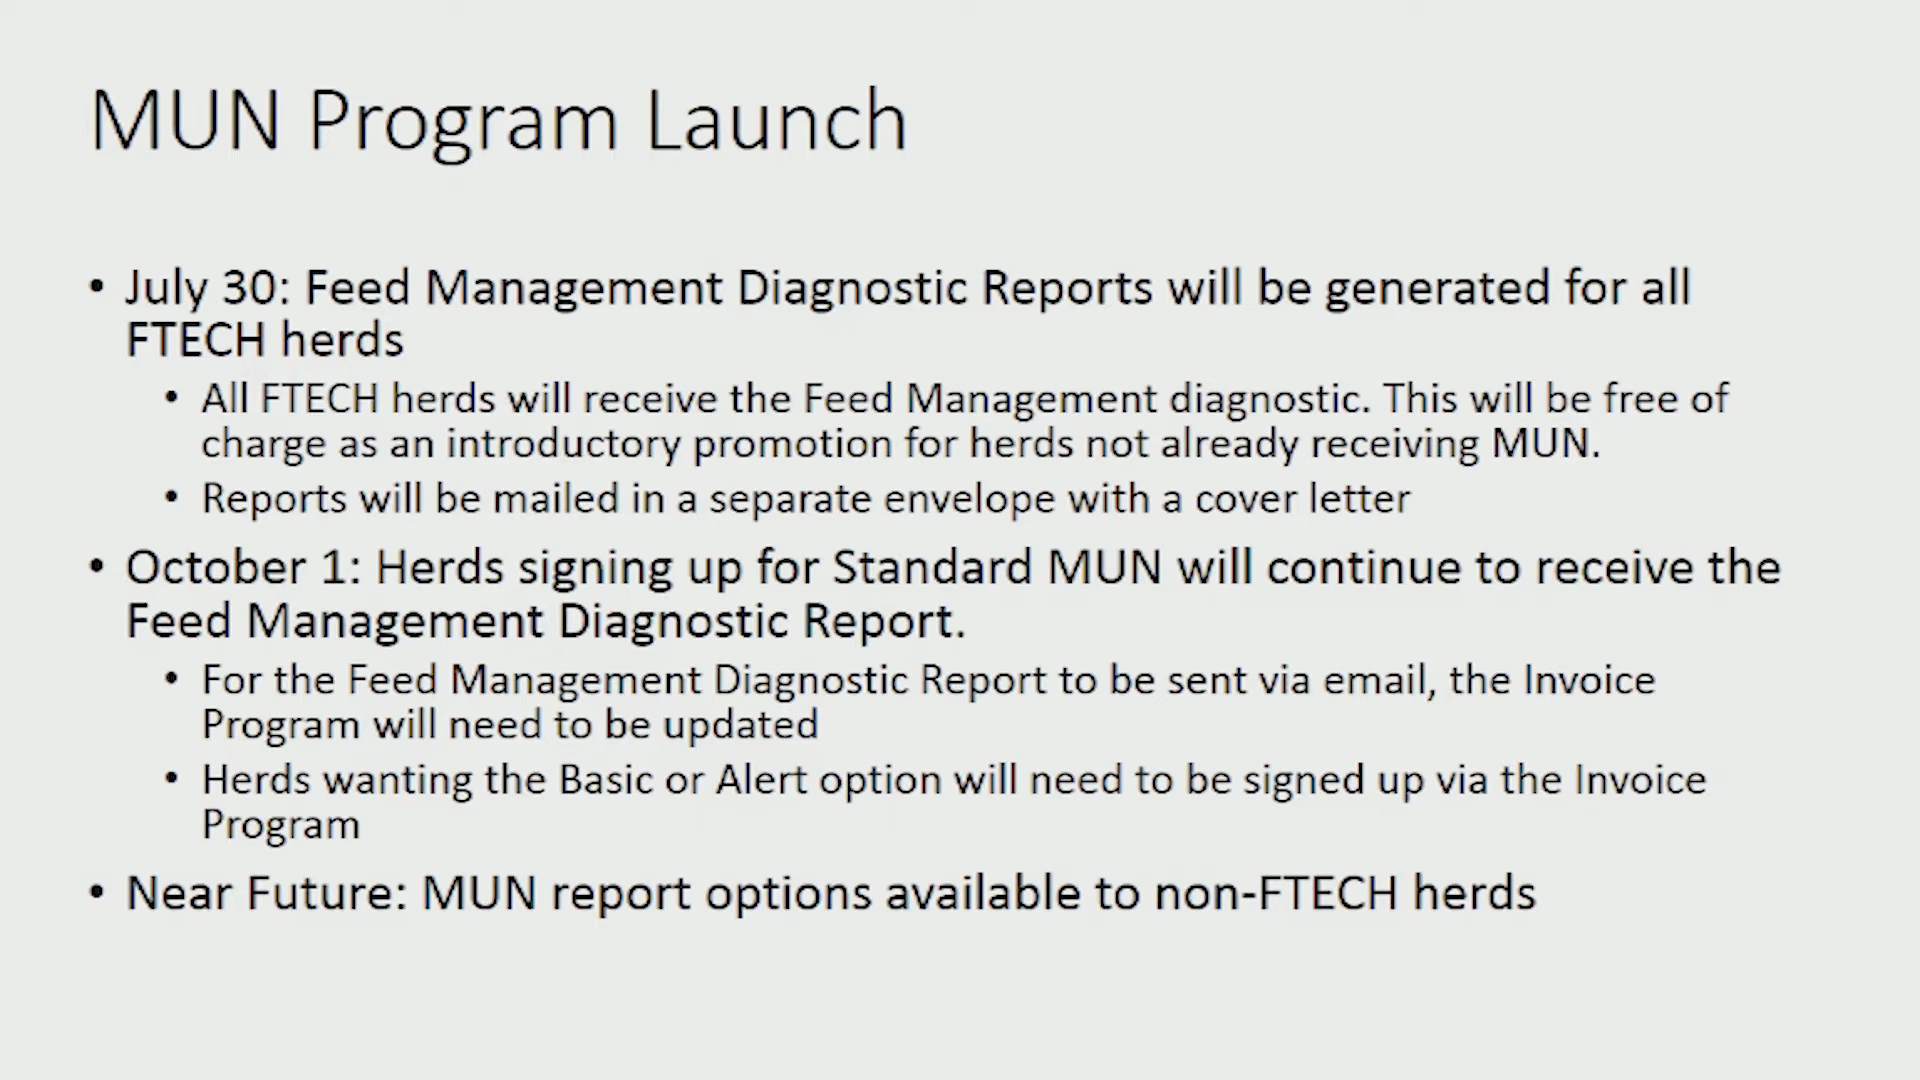 MUN Program Launch
• July 30: Feed Management Diagnostic Reports will be generated for all
FTECH herds
• All FTECH herds will receive the Feed Management diagnostic. This will be free of
charge as an introductory promotion for herds not already receiving MUN.
• Reports will be mailed in a separate envelope with a cover letter
• October 1: Herds signing up for Standard MUN will continue to receive the
Feed Management Diagnostic Report.
• For the Feed Management Diagnostic Report to be sent via email, the Invoice
Program will need to be updated
• Herds wanting the Basic or Alert option will need to be signed up via the Invoice
Program
• Near Future: MUN report options available to non-FTECH herds